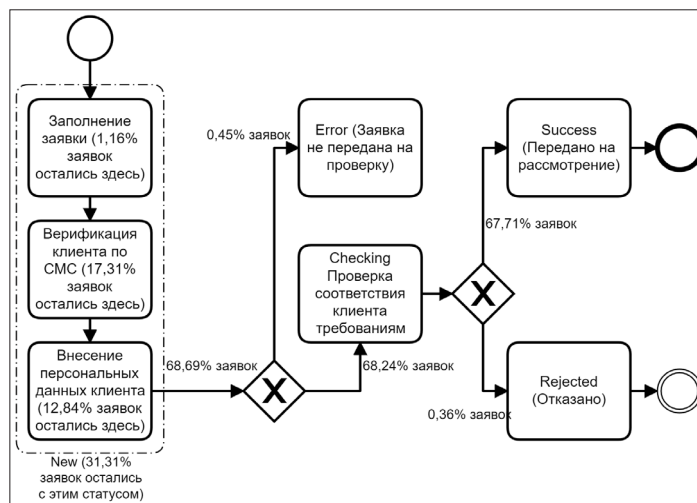 Заполнение
заявки (1,16%
заявок
остались здесь)
Верификация
клиента по
СМС (17,31%
заявок
остались здесь)
Внесение
персональных
данных клиента
(12,84% заявок
остались здесь)
New (31,31%
заявок остались
с этим статусом)
68,69% заявок
0,45% заявок
Error (Заявка
не передана на
проверку)
68,24% заявок
Checking
Проверка
соответствия
клиента
требованиям
67,71% заявок
Success
(Передано на
рассмотрение)
0,36% заявок
Rejected
(Отказано)